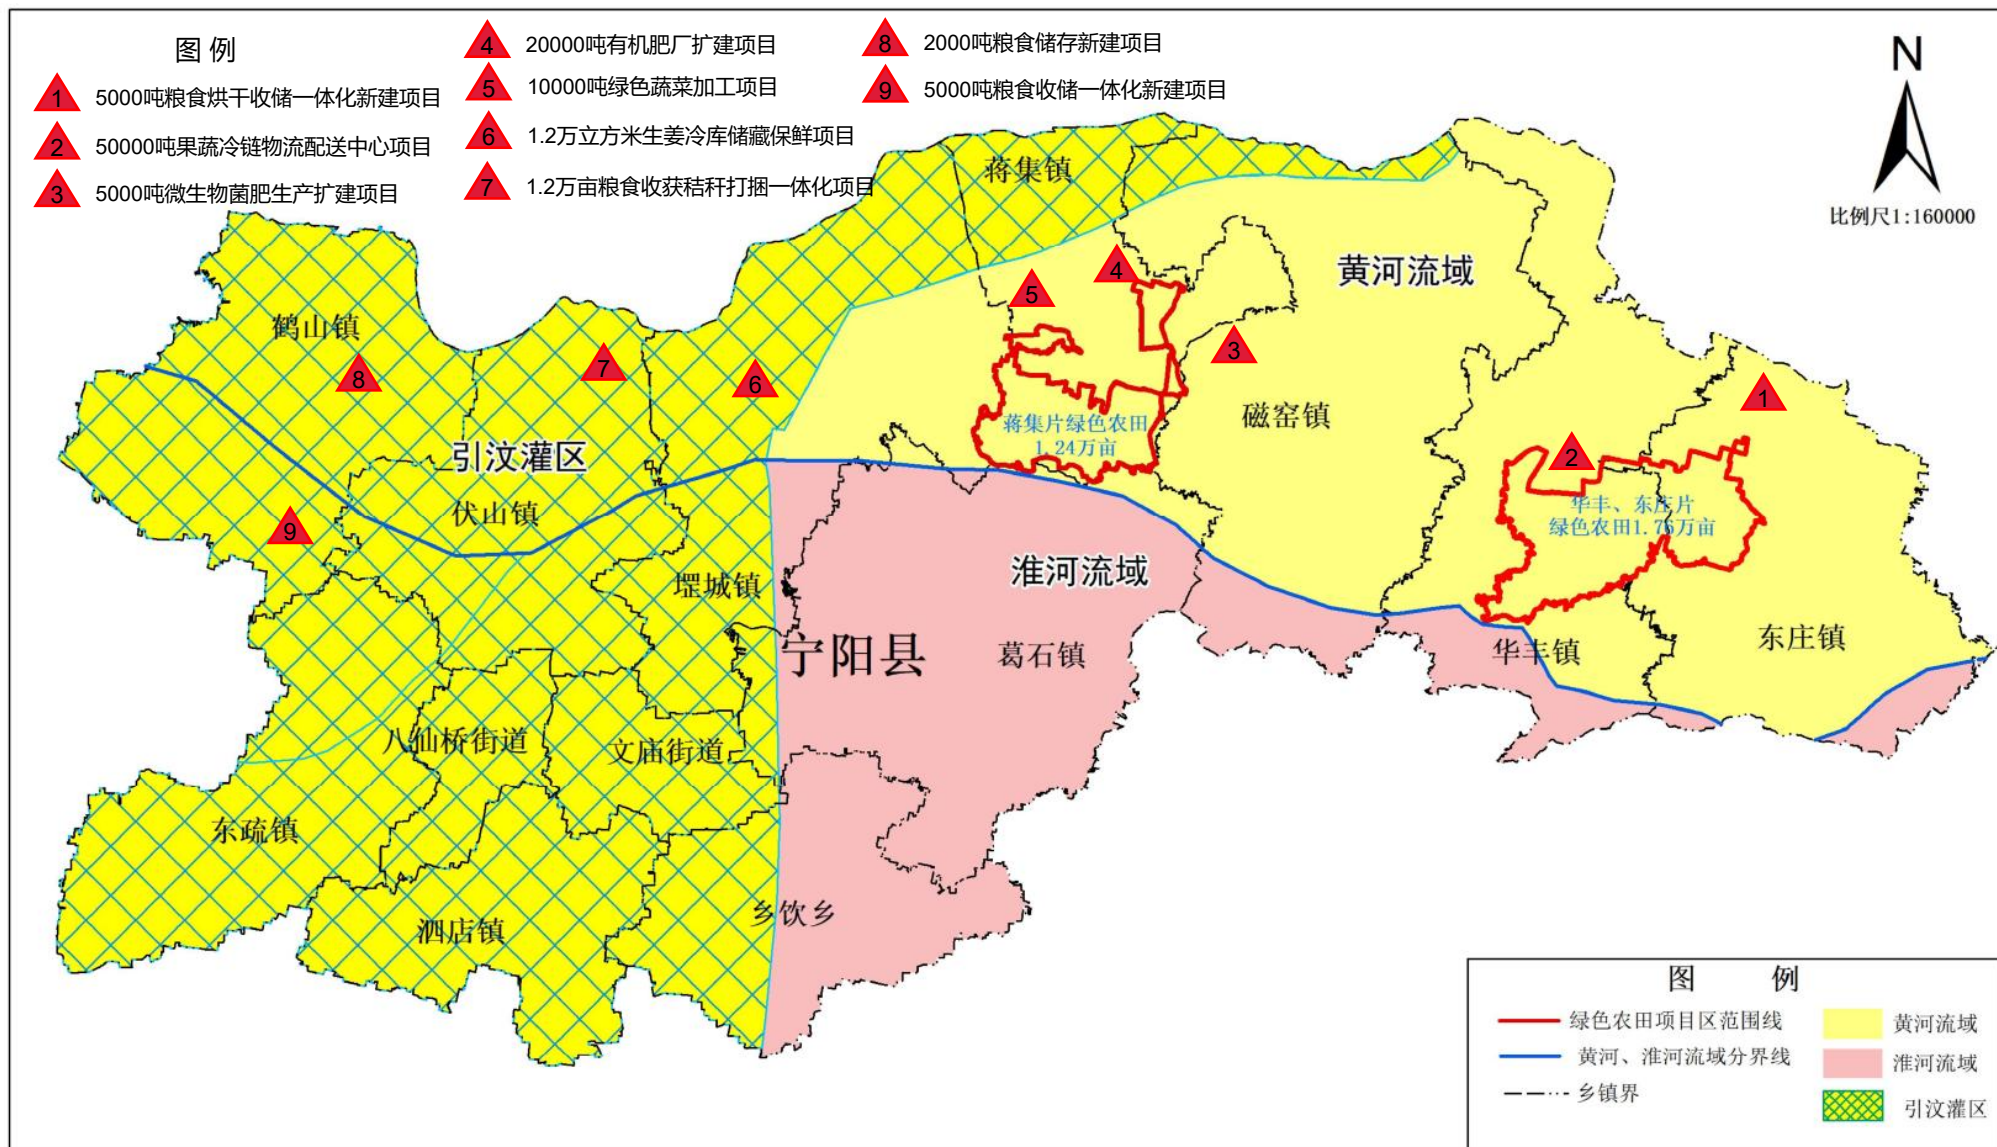 图例
1 5000吨粮食烘干收储一体化新建项目
2 50000吨果蔬冷链物流配送中心项目
3 5000吨微生物菌肥生产扩建项目
4 20000吨有机肥厂扩建项目
5 10000吨绿色蔬菜加工项目
6 1.2万立方米生姜冷库储藏保鲜项目
7 1.2万亩粮食收获秸秆打捆一体化项目
8 2000吨粮食储存新建项目
9 5000吨粮食收储一体化新建项目
N
比例尺1:160000
蒋集镇
黄河流域
4
5
鹤山镇
3
7
8
6
1
磁窑镇
蒋集片绿色农田
1.24万亩
引汶灌区
2
伏山镇
华丰、东庄片
绿色农田1.76万亩
9
淮河流域
堽城镇
宁阳县
葛石镇
华丰镇
东庄镇
八仙桥街道
文庙街道
东疏镇
乡饮乡
泗店镇
图例
绿色农田项目区范围线
黄河、淮河流域分界线
乡镇界
黄河流域
淮河流域
引汶灌区